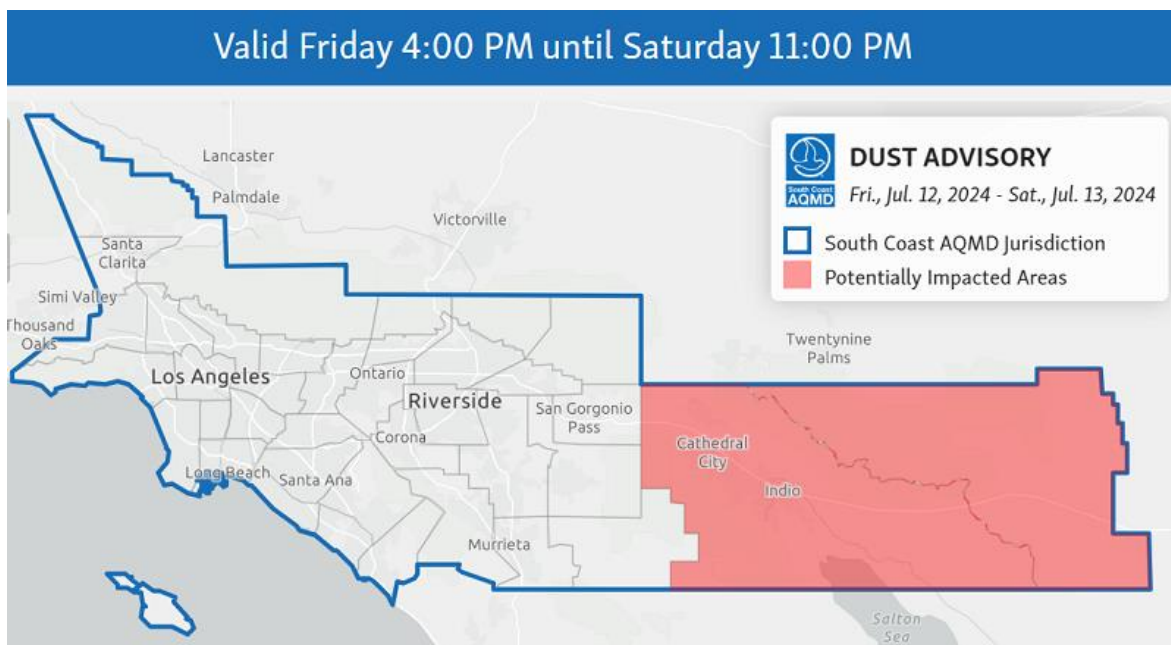 Valid Friday 4:00 PM until Saturday 11:00 PM
South Coast
AQMD
DUST ADVISORY
Fri., Jul. 12, 2024 - Sat., Jul. 13, 2024
South Coast AQMD Jurisdiction
Potentially Impacted Areas
Lancaster
Palmdale
Victorville
Santa
Clarita
Simi Valley
Thousand
Oaks
Twentynine
Palms
Los Angeles
Ontario
Riverside
San Gorgonio
Pass
Corona
Cathedral
City
Long Beach
Santa Ana
Indio
Murrieta
Salton
Sea